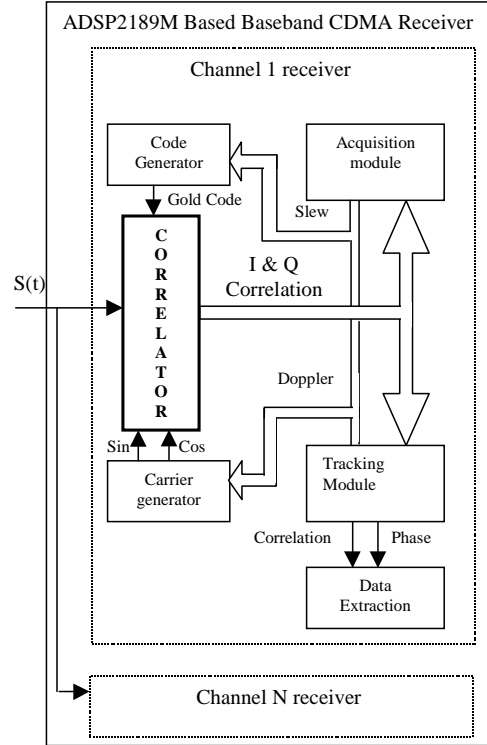 ADSP2189M Based Baseband CDMA Receiver
Channel 1 receiver
Code
Generator
Acquisition
module
Gold Code
Slew
CORRELATOR
I & Q
Correlation
S(t)
Doppler
Sin
Cos
Carrier
generator
Tracking
Module
Correlation
Phase
Data
Extraction
Channel N receiver